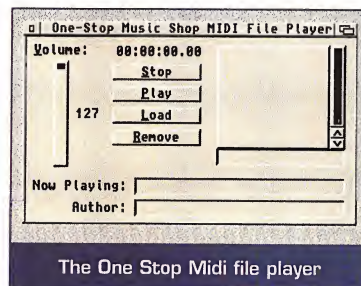 One-Stop Music Shop MIDI File Player
Volume: 00:00:00.00
Stop
Play
127 Load
Remove
Now Playing:
Author:
The One Stop Midi file player